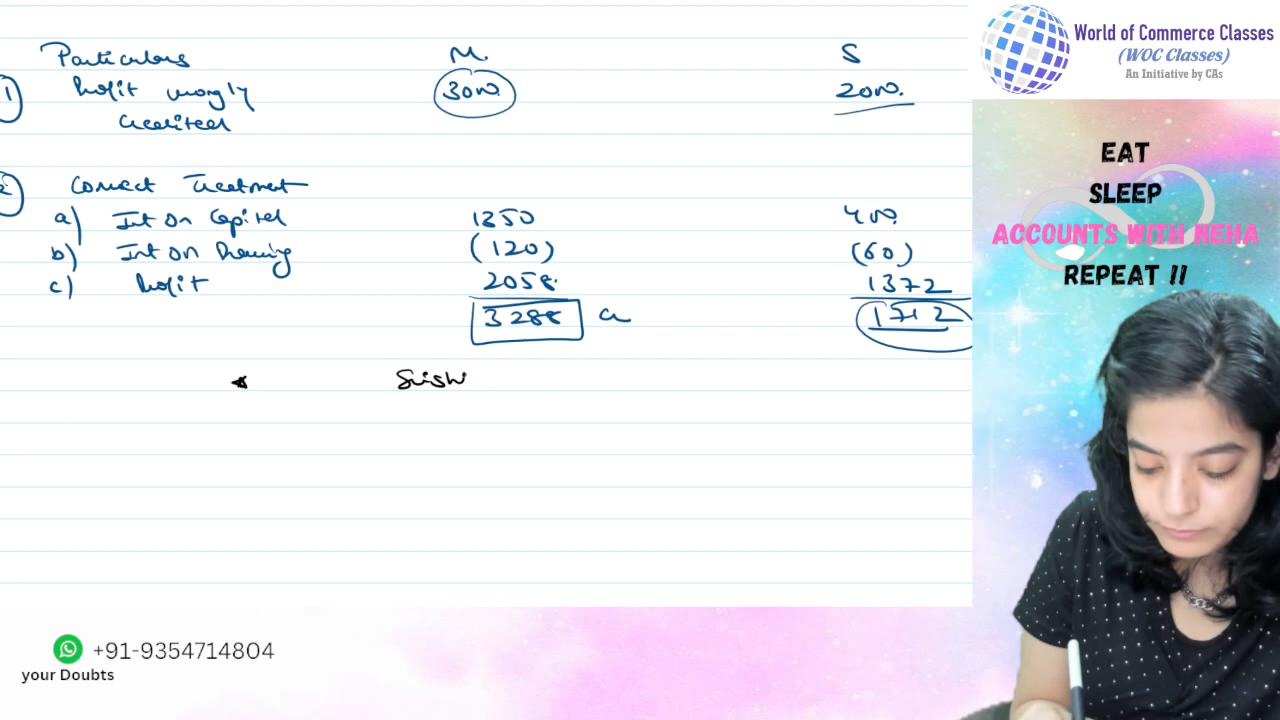 Particulars M. S
1 Profit wrongly 3000. 2000.
credited
2 Correct Treatment
a) Int on Capital 1350 400.
b) Int on Drawing (120) (60)
c) Profit 2058. 1372
3288 1712
World of Commerce Classes
(WOC Classes)
An Initiative by CAs
EAT
SLEEP
ACCOUNTS WITH NEHA
REPEAT !!
+91-9354714804
your Doubts